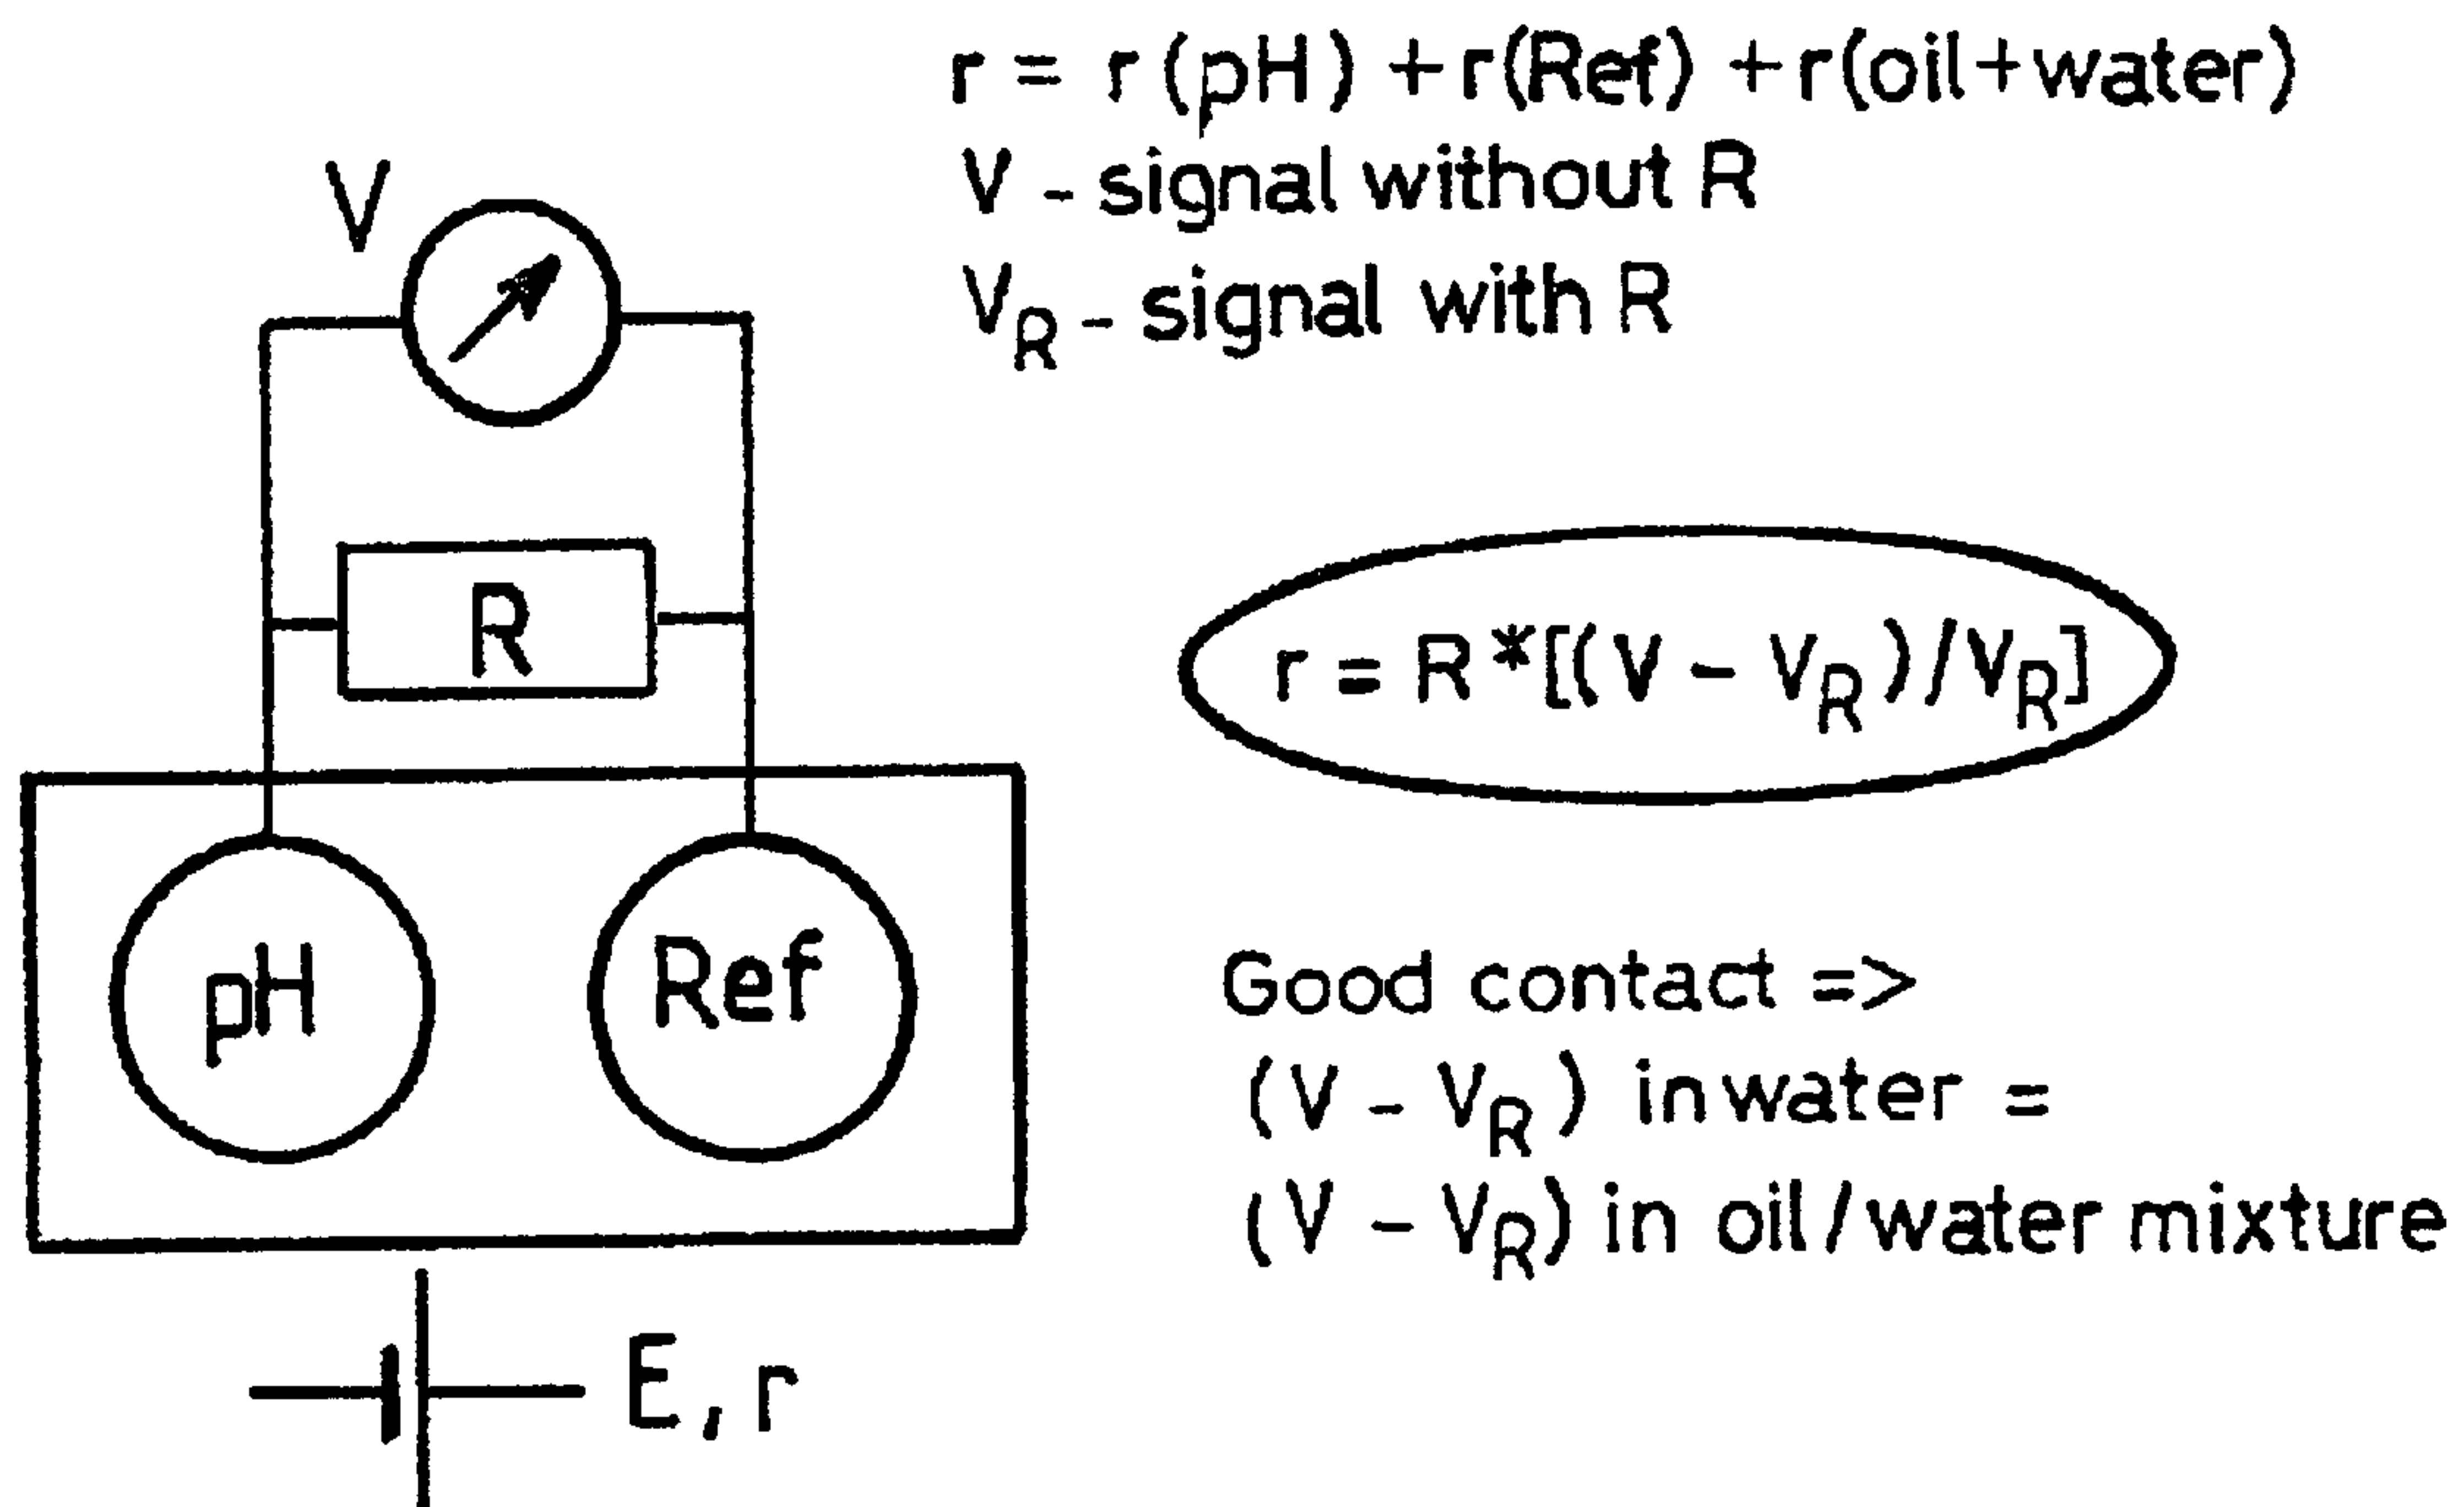 r = r (pH) + r(Ref) + r(oil+water)
V - signal without R
V_R - signal with R
V
R
r = R*[(V - V_R)/V_R]
pH
Ref
Good contact =>
(V - V_R) in water =
(V - V_R) in oil/water mixture
E, r